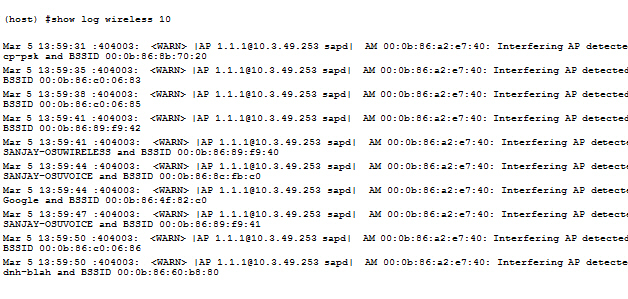 (host) #show log wireless 10
Mar 5 13:59:31 :404003:  <WARN> |AP 1.1.1@10.3.49.253 sapd|  AM 00:0b:86:a2:e7:40: Interfering AP detecte
cp-psk and BSSID 00:0b:86:8b:70:20
Mar 5 13:59:35 :404003:  <WARN> |AP 1.1.1@10.3.49.253 sapd|  AM 00:0b:86:a2:e7:40: Interfering AP detected
BSSID 00:0b:86:c0:06:83
Mar 5 13:59:38 :404003:  <WARN> |AP 1.1.1@10.3.49.253 sapd|  AM 00:0b:86:a2:e7:40: Interfering AP detected
BSSID 00:0b:86:c0:06:85
Mar 5 13:59:41 :404003:  <WARN> |AP 1.1.1@10.3.49.253 sapd|  AM 00:0b:86:a2:e7:40: Interfering AP detected
BSSID 00:0b:86:89:f9:42
Mar 5 13:59:41 :404003:  <WARN> |AP 1.1.1@10.3.49.253 sapd|  AM 00:0b:86:a2:e7:40: Interfering AP detecte
SANJAY-OSUWIRELESS and BSSID 00:0b:86:89:f9:40
Mar 5 13:59:44 :404003:  <WARN> |AP 1.1.1@10.3.49.253 sapd|  AM 00:0b:86:a2:e7:40: Interfering AP detecte
SANJAY-OSUVOICE and BSSID 00:0b:86:8c:fb:c0
Mar 5 13:59:44 :404003:  <WARN> |AP 1.1.1@10.3.49.253 sapd|  AM 00:0b:86:a2:e7:40: Interfering AP detecte
Google and BSSID 00:0b:86:4f:82:c0
Mar 5 13:59:47 :404003:  <WARN> |AP 1.1.1@10.3.49.253 sapd|  AM 00:0b:86:a2:e7:40: Interfering AP detecte
SANJAY-OSUVOICE and BSSID 00:0b:86:89:f9:41
Mar 5 13:59:50 :404003:  <WARN> |AP 1.1.1@10.3.49.253 sapd|  AM 00:0b:86:a2:e7:40: Interfering AP detected
BSSID 00:0b:86:c0:06:86
Mar 5 13:59:50 :404003:  <WARN> |AP 1.1.1@10.3.49.253 sapd|  AM 00:0b:86:a2:e7:40: Interfering AP detected
dnh-blah and BSSID 00:0b:86:60:b8:80